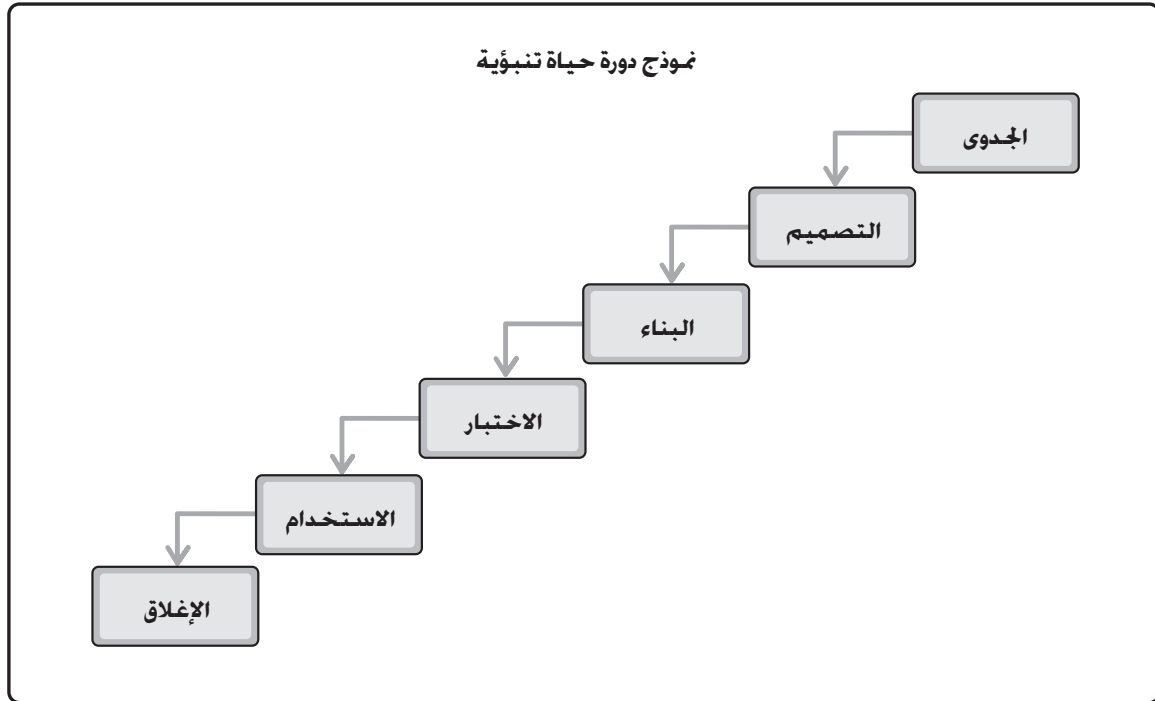 نموذج دورة حياة تنبؤية
الجدوى
التصميم
البناء
الاختبار
الاستخدام
الإغلاق